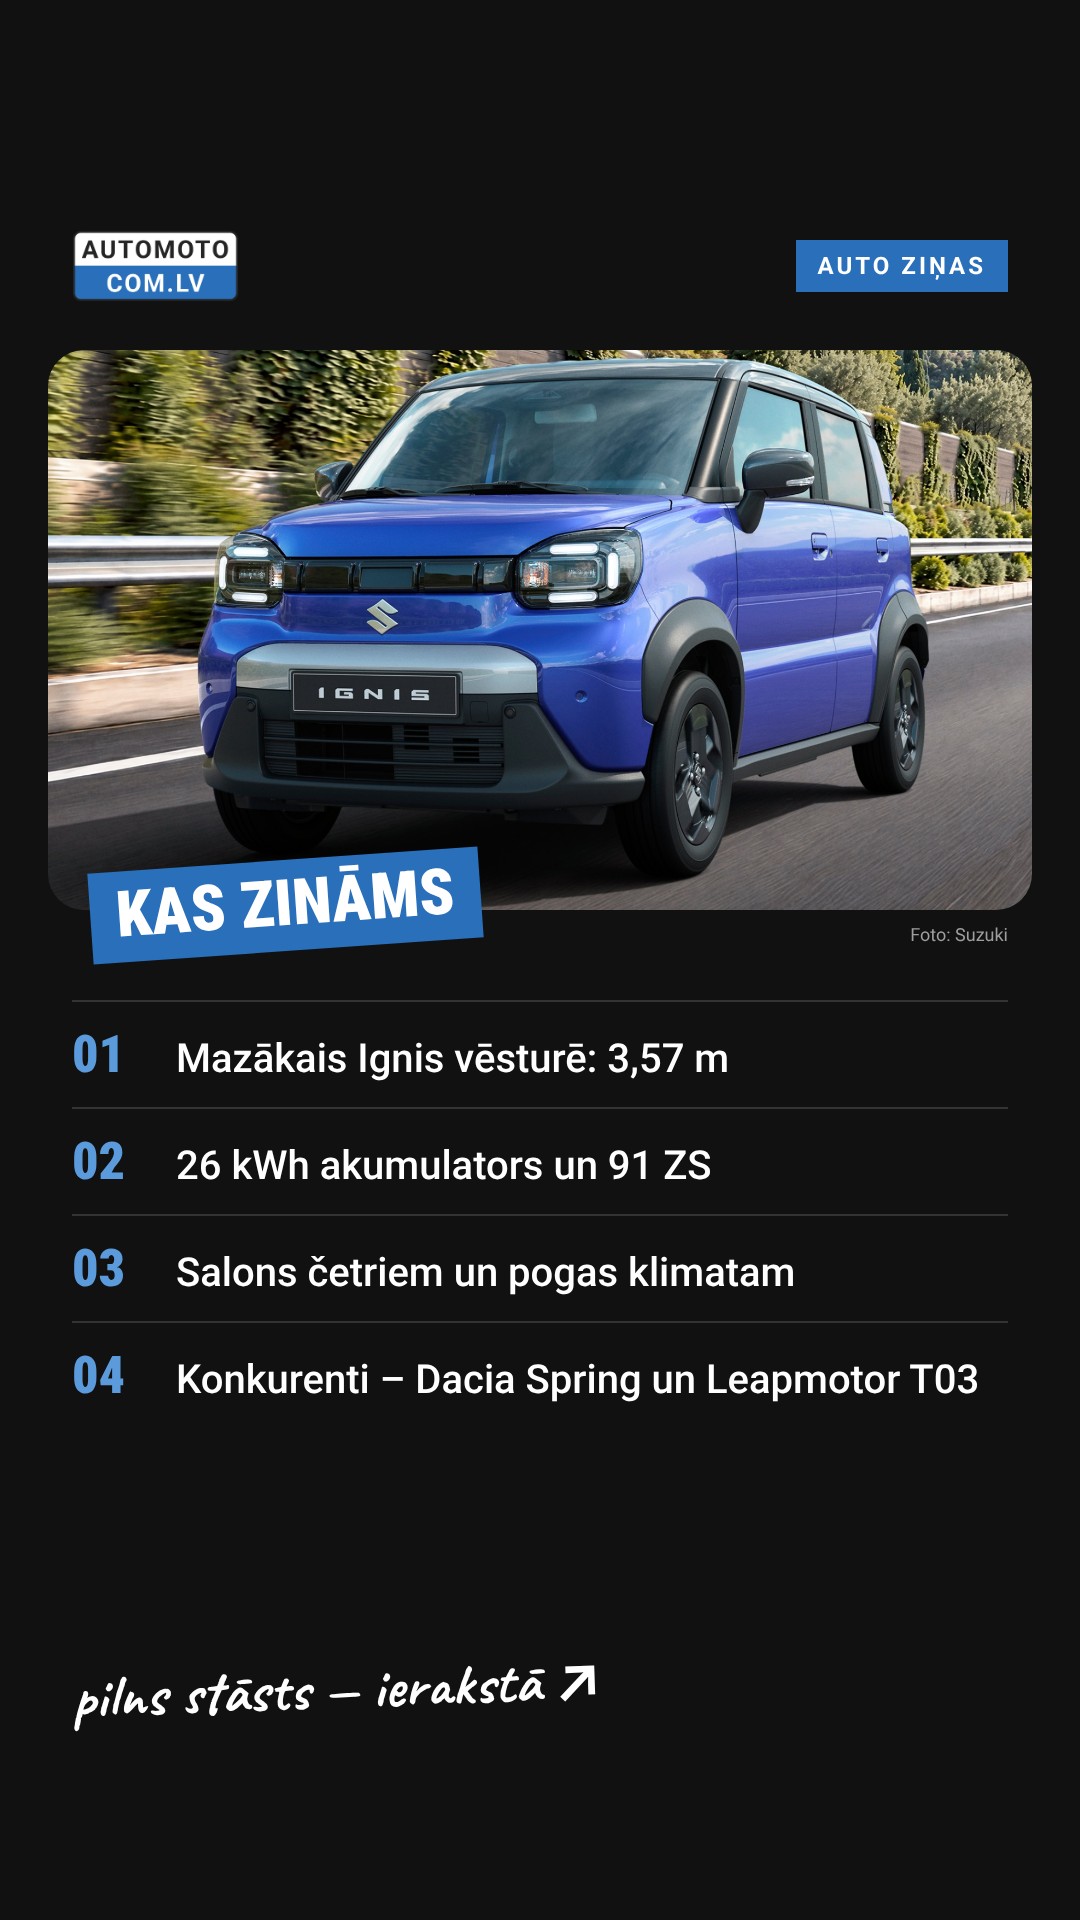 AUTOMOTO
COM.LV
AUTO ZIŅAS
IGNIS
KAS ZINĀMS
Foto: Suzuki
01 Mazākais Ignis vēsturē: 3,57 m
02 26 kWh akumulators un 91 ZS
03 Salons četriem un pogas klimatam
04 Konkurenti – Dacia Spring un Leapmotor T03
pilns stāsts – ierakstā ↗